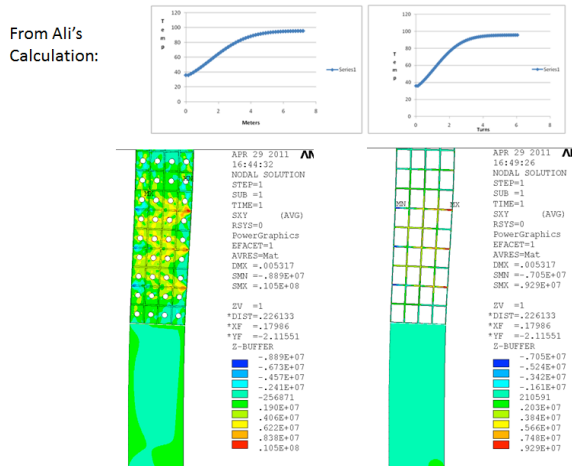 From Ali's
Calculation:
Temp
120
100
80
60
40
20
0
0 2 4 6 8
Meters
Series1
Temp
120
100
80
60
40
20
0
0 2 4 6 8
Turns
Series1
APR 29 2011
16:44:32
NODAL SOLUTION
STEP=1
SUB =1
TIME=1
SXY (AVG)
RSYS=0
PowerGraphics
EFACET=1
AVRES=Mat
DMX =.005317
SMN =-.889E+07
SMX =.105E+08
ZV =1
*DIST=.226133
*XF =.17986
*YF =-2.11551
Z-BUFFER
-.889E+07
-.673E+07
-.457E+07
-.241E+07
-256871
.190E+07
.406E+07
.622E+07
.838E+07
.105E+08
MX
APR 29 2011
16:49:26
NODAL SOLUTION
STEP=1
SUB =1
TIME=1
SXY (AVG)
RSYS=0
PowerGraphics
EFACET=1
AVRES=Mat
DMX =.005317
SMN =-.705E+07
SMX =.929E+07
ZV =1
*DIST=.226133
*XF =.17986
*YF =-2.11551
Z-BUFFER
-.705E+07
-.524E+07
-.342E+07
-.161E+07
210591
.203E+07
.384E+07
.566E+07
.748E+07
.929E+07
MN MX